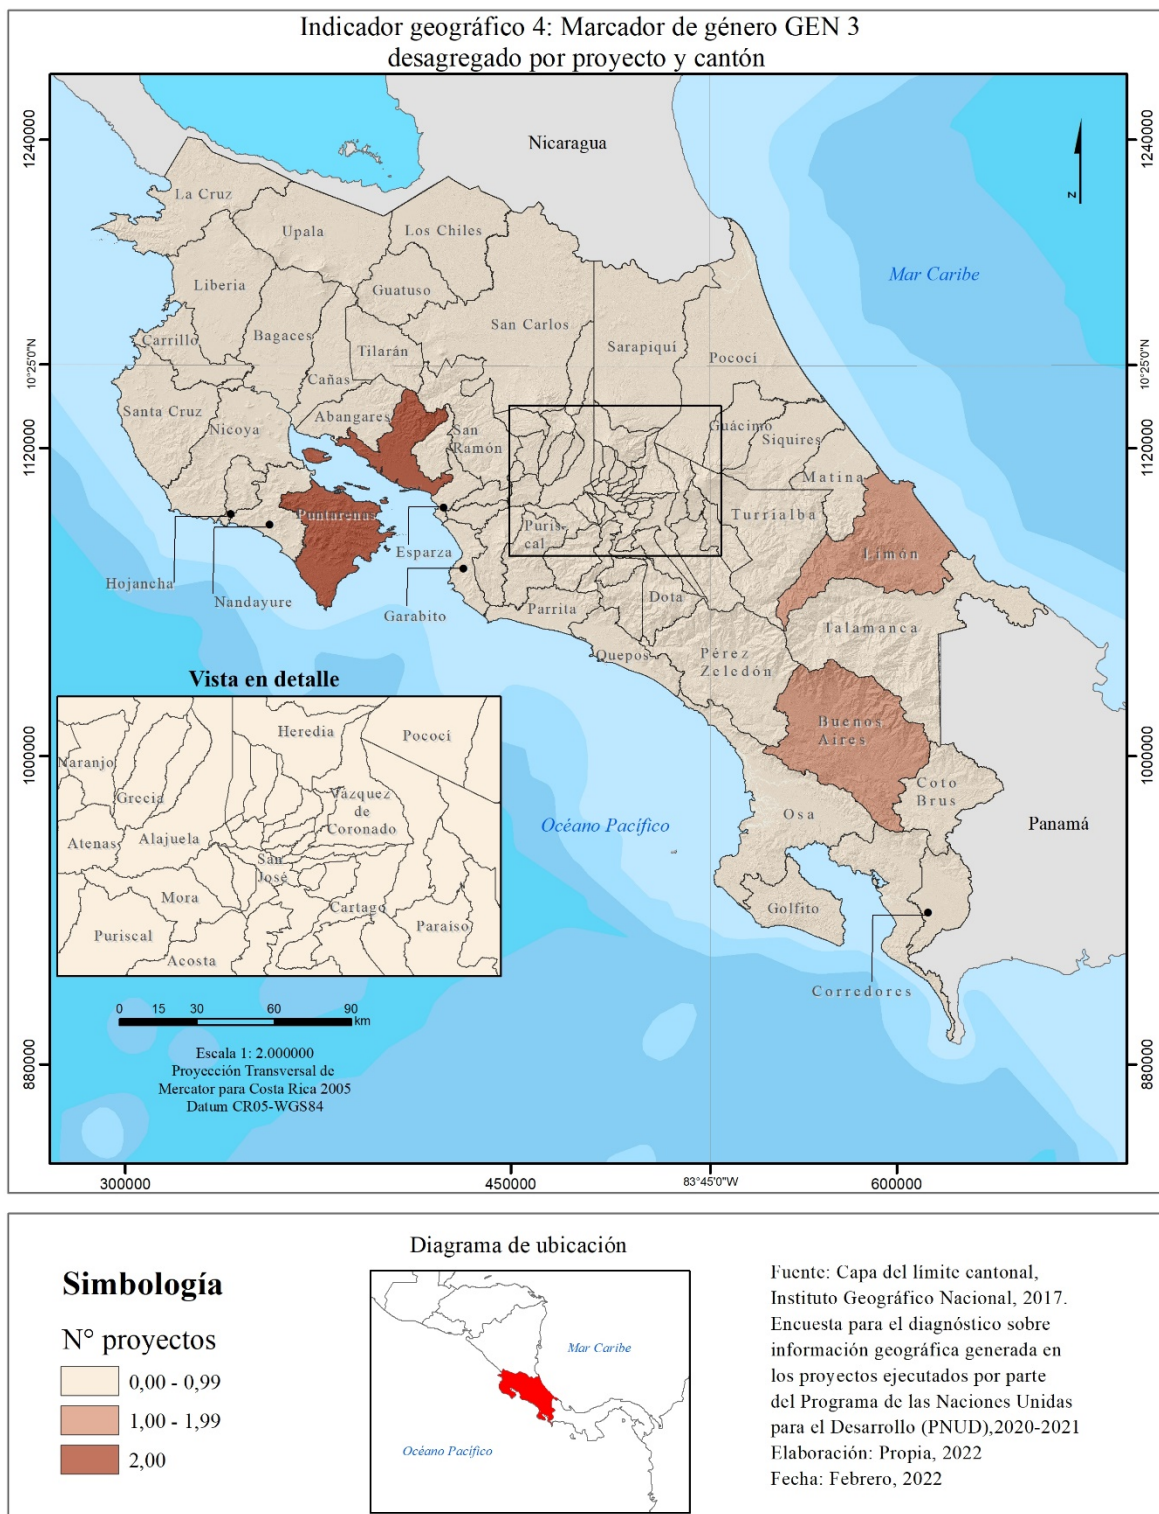 Indicador geográfico 4: Marcador de género GEN 3
desagregado por proyecto y cantón
1240000
1120000
1000000
880000
10°25'0"N
1240000
10°25'0"N
1120000
1000000
880000
300000
450000
83°45'0"W
600000
Nicaragua
Mar Caribe
z
La Cruz
Upala
Los Chiles
Liberia
Guatuso
Bagaces
San Carlos
Carrillo
Tilarán
Sarapiquí
Pococí
Cañas
Santa Cruz
Abangares
Nicoya
San
Ramón
Guácimo
Siquires
Matina
Turrialba
Puntarenas
Puris
cal
Esparza
Limón
Hojancha
Nandayure
Garabito
Parrita
Dota
Talamanca
Quepos
Pérez
Zeledón
Buenos
Aires
Coto
Brus
Osa
Panamá
Océano Pacífico
Golfito
Corredores
Vista en detalle
Heredia
Pococí
Naranjo
Grecia
Vázquez
de
Coronado
Atenas
Alajuela
San
José
Mora
Cartago
Puriscal
Paraíso
Acosta
0 15 30 60 90
km
Escala 1: 2.000000
Proyección Transversal de
Mercator para Costa Rica 2005
Datum CR05-WGS84
Simbología
N° proyectos
0,00 - 0,99
1,00 - 1,99
2,00
Diagrama de ubicación
Mar Caribe
Océano Pacífico
Fuente: Capa del límite cantonal,
Instituto Geográfico Nacional, 2017.
Encuesta para el diagnóstico sobre
información geográfica generada en
los proyectos ejecutados por parte
del Programa de las Naciones Unidas
para el Desarrollo (PNUD),2020-2021
Elaboración: Propia, 2022
Fecha: Febrero, 2022